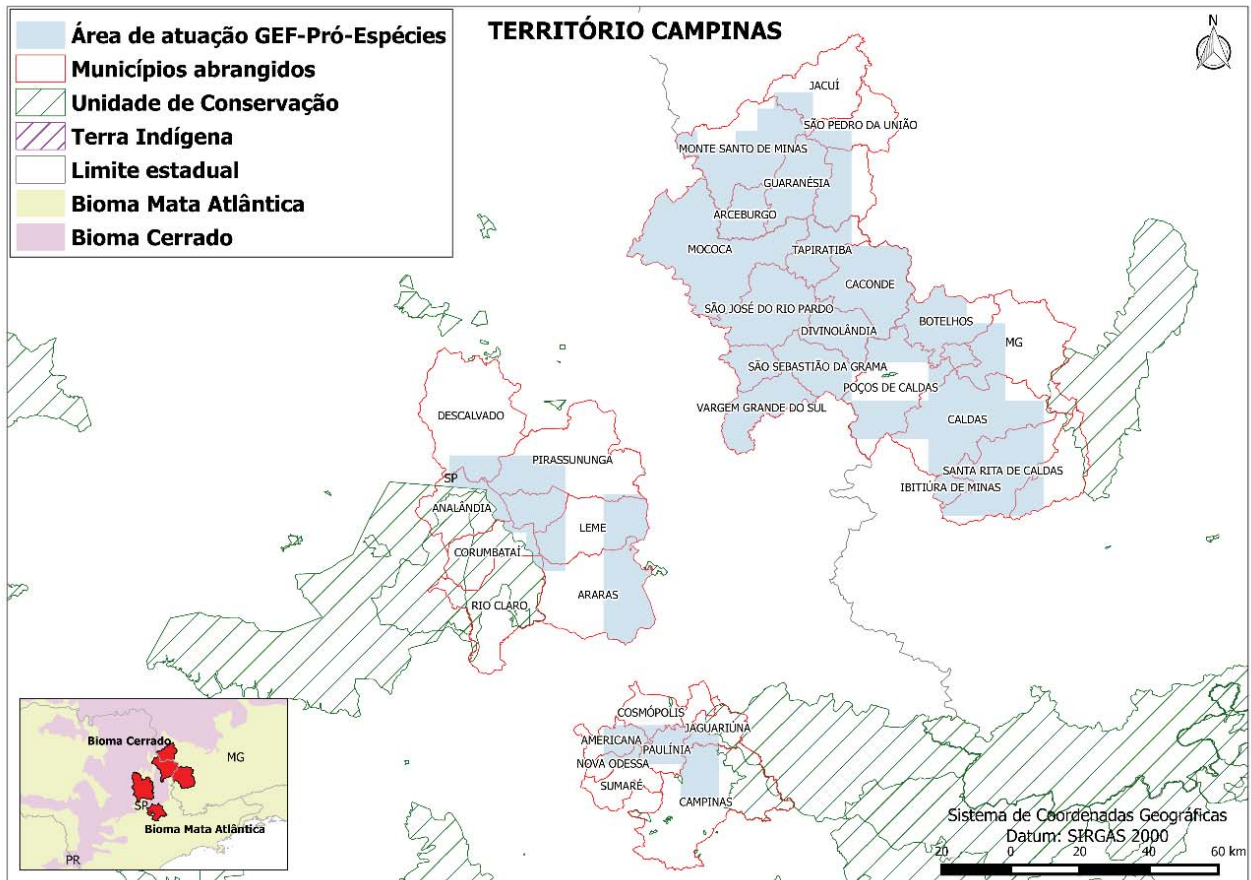 TERRITÓRIO CAMPINAS
N
Área de atuação GEF-Pró-Espécies
Municípios abrangidos
Unidade de Conservação
Terra Indígena
Limite estadual
Bioma Mata Atlântica
Bioma Cerrado
JACUÍ
SÃO PEDRO DA UNIÃO
MONTE SANTO DE MINAS
GUARANÉSIA
ARCEBURGO
MOCOCA
TAPIRATIBA
CACONDE
SÃO JOSÉ DO RIO PARDO
BOTELHOS
DIVINOLÂNDIA
MG
SÃO SEBASTIÃO DA GRAMA
POÇOS DE CALDAS
VARGEM GRANDE DO SUL
CALDAS
SANTA RITA DE CALDAS
IBITIÚRA DE MINAS
DESCALVADO
PIRASSUNUNGA
SP
ANALÂNDIA
LEME
CORUMBATAÍ
ARARAS
RIO CLARO
COSMÓPOLIS
JAGUARIÚNA
AMERICANA
PAULÍNIA
NOVA ODESSA
SUMARÉ
CAMPINAS
Bioma Cerrado
MG
SP
Bioma Mata Atlântica
PR
Sistema de Coordenadas Geográficas
Datum: SIRGAS 2000
20 0 20 40 60 km